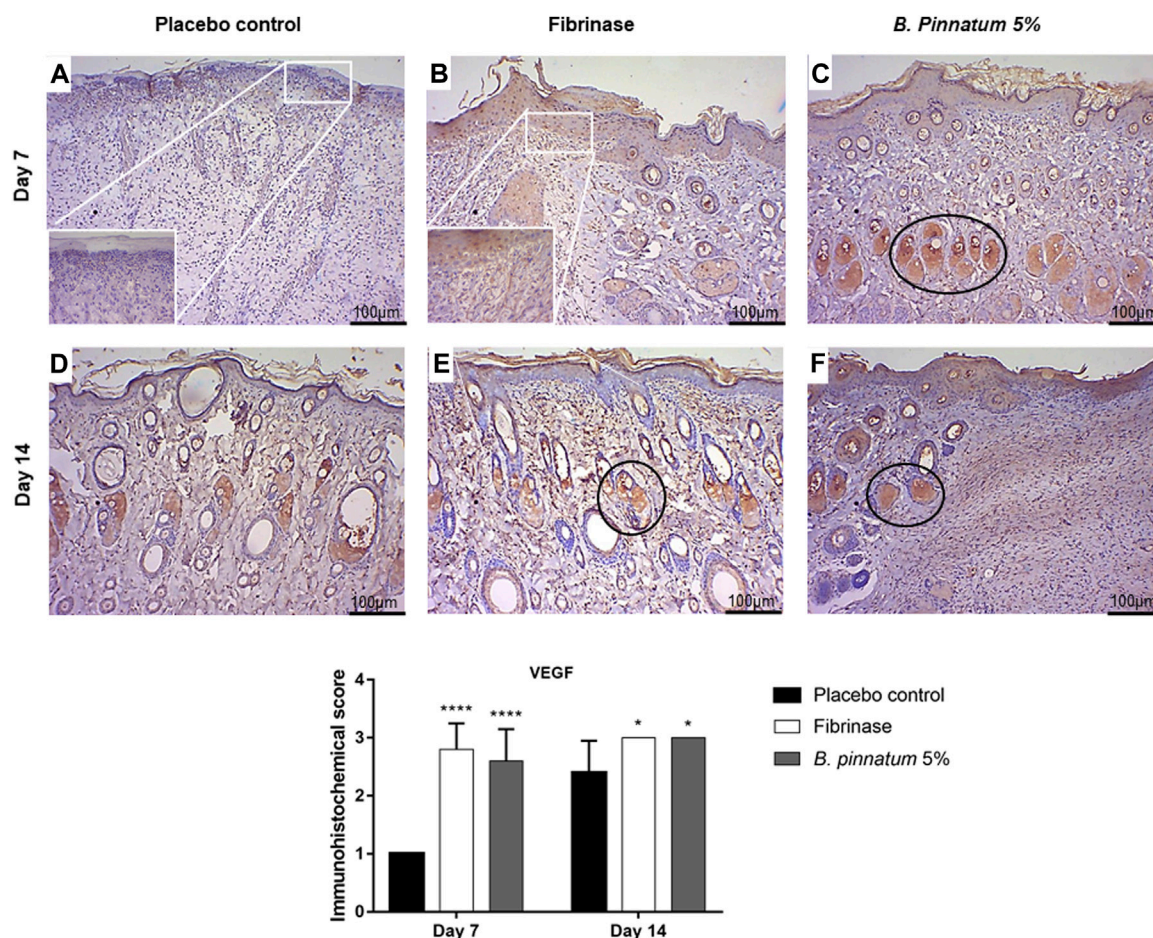 Placebo control
Fibrinase
B. Pinnatum 5%
Day 7
A
100µm
B
100µm
C
100µm
Day 14
D
100µm
E
100µm
F
100µm
VEGF
Immunohistochemical score
4
3
2
1
0
****
****
*
*
Day 7
Day 14
Placebo control
Fibrinase
B. pinnatum 5%